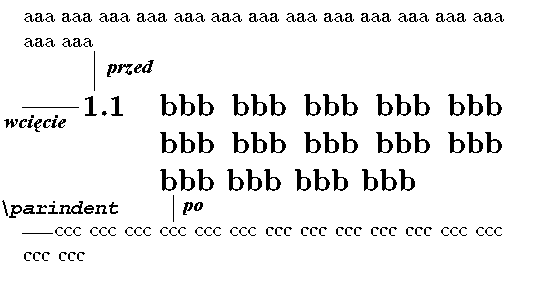 aaa aaa aaa aaa aaa aaa aaa aaa aaa aaa aaa aaa aaa
aaa aaa
przed
1.1 bbb bbb bbb bbb bbb
wcięcie
bbb bbb bbb bbb bbb
bbb bbb bbb bbb
\parindent
po
ccc ccc ccc ccc ccc ccc ccc ccc ccc ccc ccc ccc ccc
ccc ccc